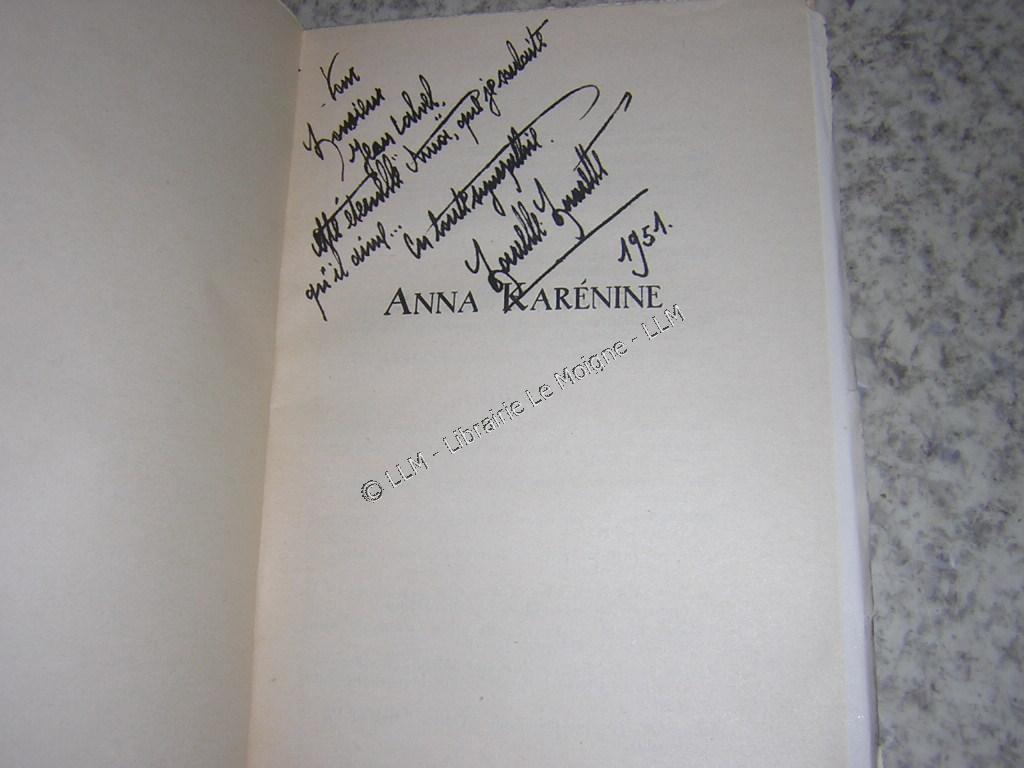 Pour
Monsieur
Jean
cette éternelle Anna, que je souhaite
qu'il aime...
En toute sympathie.
1951.
ANNA KARÉNINE
© LLM - Librairie Le Moigne - LLM